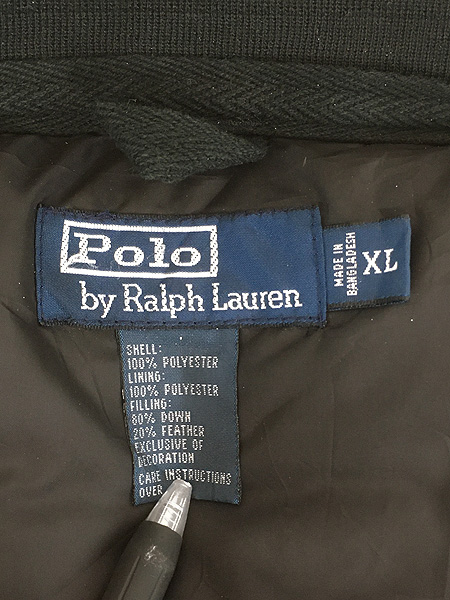 Polo
by Ralph Lauren
MADE IN
BANGLADESH
XL
SHELL:
100% POLYESTER
LINING:
100% POLYESTER
FILLING:
80% DOWN
20% FEATHER
EXCLUSIVE OF
DECORATION
CARE INSTRUCTIONS
OVER